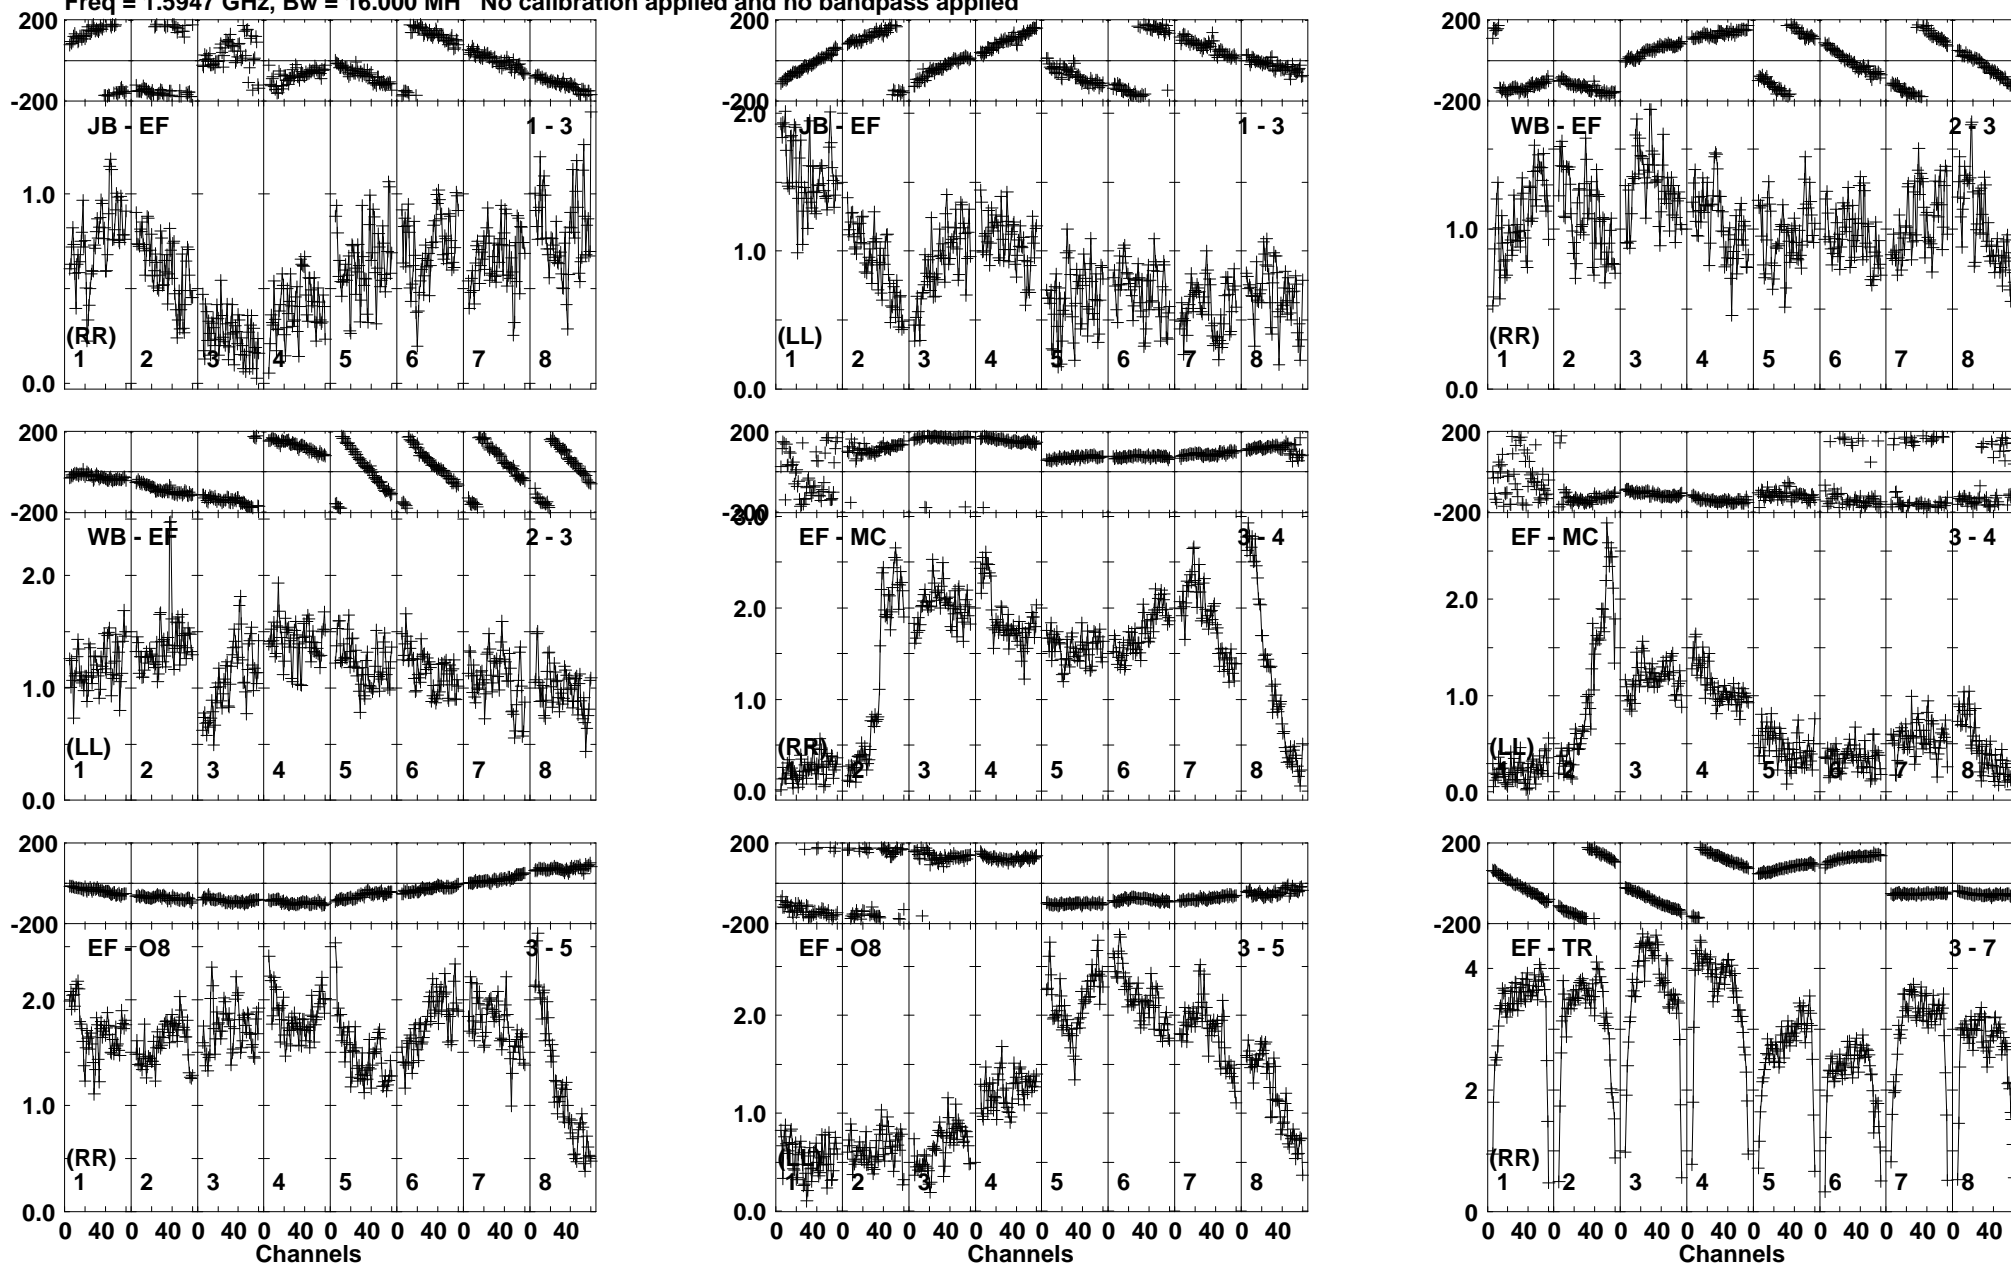 Freq = 1.5947 GHz, Bw = 16.000 MH No calibration applied and no bandpass applied
200 200 200
-200 -200 -200
JB - EF 1 - 3 2.0 JB - EF 1 - 3 WB - EF 2 - 3
1.0 1.0 1.0
(RR) (LL) (RR)
1 2 3 4 5 6 7 8 1 2 3 4 5 6 7 8 1 2 3 4 5 6 7 8
0.0 0.0 0.0
200 200 200
-200 -200 -200
WB - EF 2 - 3 3.0 EF - MC 3 - 4 EF - MC 3 - 4
2.0 2.0 2.0
1.0 1.0 1.0
(LL) (RR) (LL)
1 2 3 4 5 6 7 8 1 2 3 4 5 6 7 8 1 2 3 4 5 6 7 8
0.0 0.0 0.0
200 200 200
-200 -200 -200
EF - O8 3 - 5 EF - O8 3 - 5 EF - TR 3 - 7
2.0 2.0 4
1.0 1.0 2
(RR) (LL) (RR)
1 2 3 4 5 6 7 8 1 2 3 4 5 6 7 8 1 2 3 4 5 6 7 8
0.0 0.0 0
0 40 0 40 0 40 0 40 0 40 0 40 0 40 0 40 0 40 0 40 0 40 0 40 0 40 0 40 0 40 0 40 0 40 0 40 0 40 0 40 0 40 0 40 0 40 0 40
Channels Channels Channels